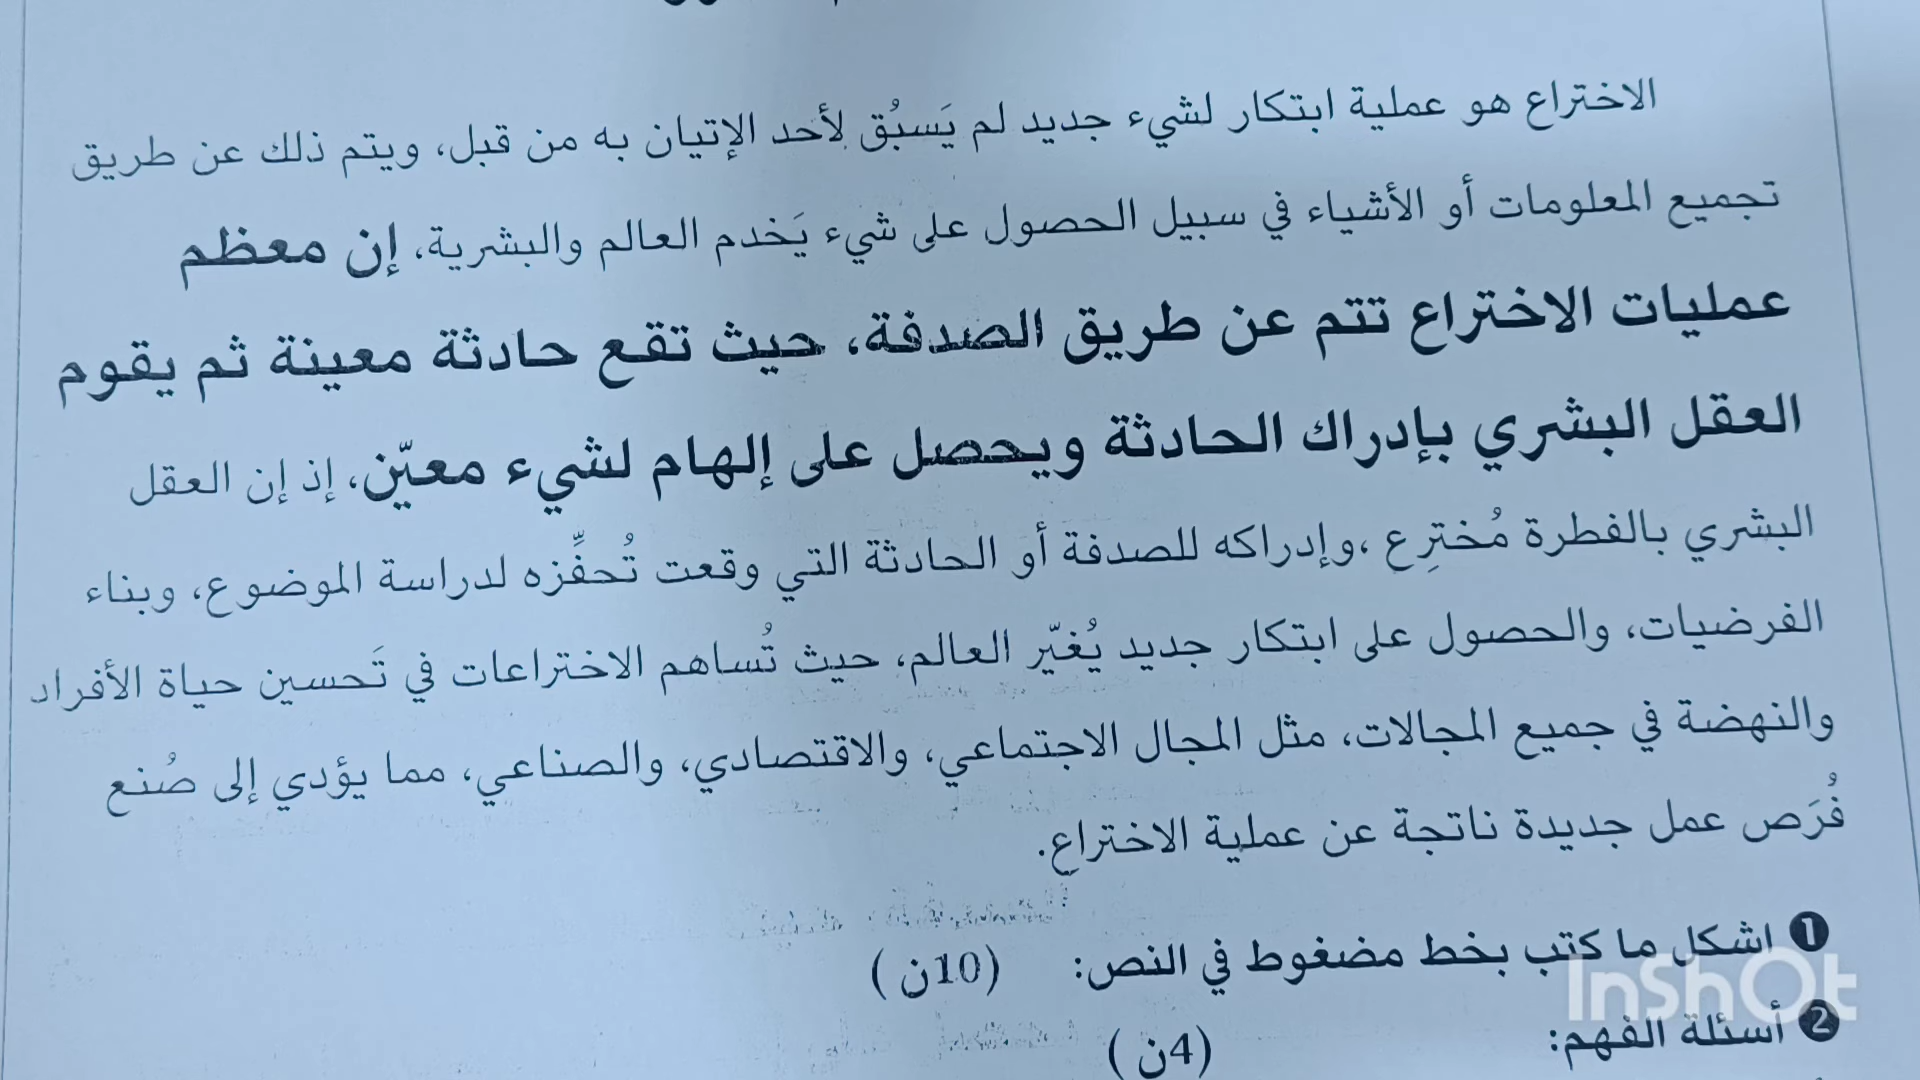 الاختراع هو عملية ابتكار لشيء جديد لم يَسبُق لأحد الإتيان به من قبل، ويتم ذلك عن طريق
تجميع المعلومات أو الأشياء في سبيل الحصول على شيء يَخدم العالم والبشرية، إن معظم
عمليات الاختراع تتم عن طريق الصدفة، حيث تقع حادثة معينة ثم يقوم
العقل البشري بإدراك الحادثة ويحصل على إلهام لشيء معيّن، إذ إن العقل
البشري بالفطرة مُخترِع ،وإدراكه للصدفة أو الحادثة التي وقعت تُحفِّزه لدراسة الموضوع، وبناء
الفرضيات، والحصول على ابتكار جديد يُغيّر العالم، حيث تُساهم الاختراعات في تَحسين حياة الأفراد
والنهضة في جميع المجالات، مثل المجال الاجتماعي، والاقتصادي، والصناعي، مما يؤدي إلى صُنع
فُرَص عمل جديدة ناتجة عن عملية الاختراع.
❶ اشكل ما كتب بخط مضغوط في النص: (10ن )
❷ أسئلة الفهم: (4ن )
InShOt